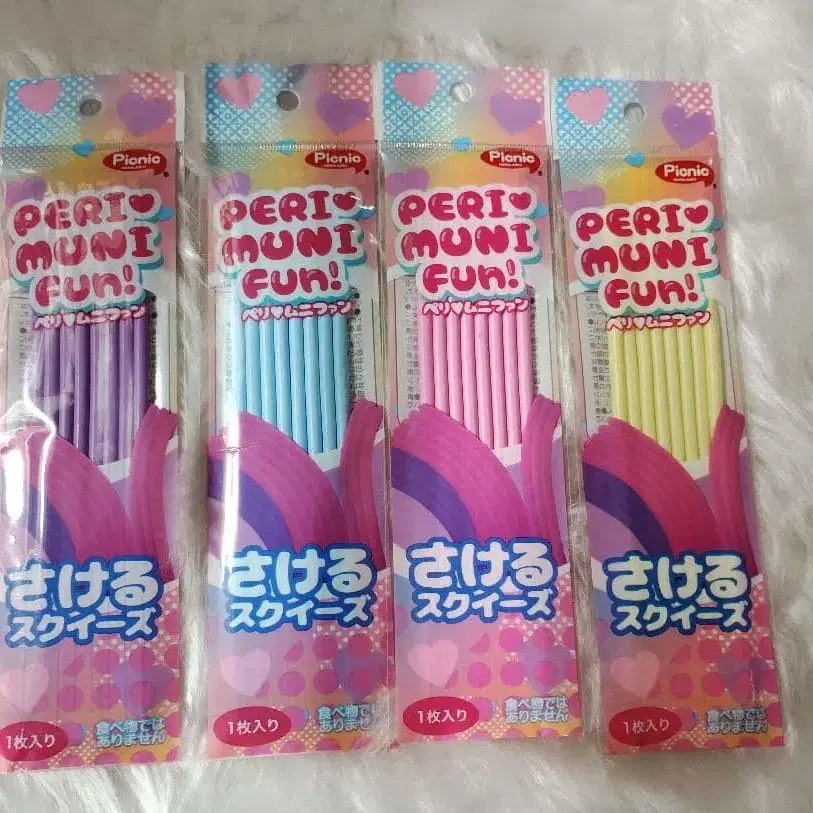 Picnic
PERI♥
MUNI
Fun!
ペリ♥ムニファン
さける
スクイーズ
1枚入り
食べ物では
ありません
Picnic
PERI♥
MUNI
Fun!
ペリ♥ムニファン
さける
スクイーズ
1枚入り
食べ物では
ありません
Picnic
PERI♥
MUNI
Fun!
ペリ♥ムニファン
さける
スクイーズ
1枚入り
食べ物では
ありません
Picnic
PERI♥
MUNI
Fun!
ペリ♥ムニファン
さける
スクイーズ
1枚入り
食べ物では
ありません